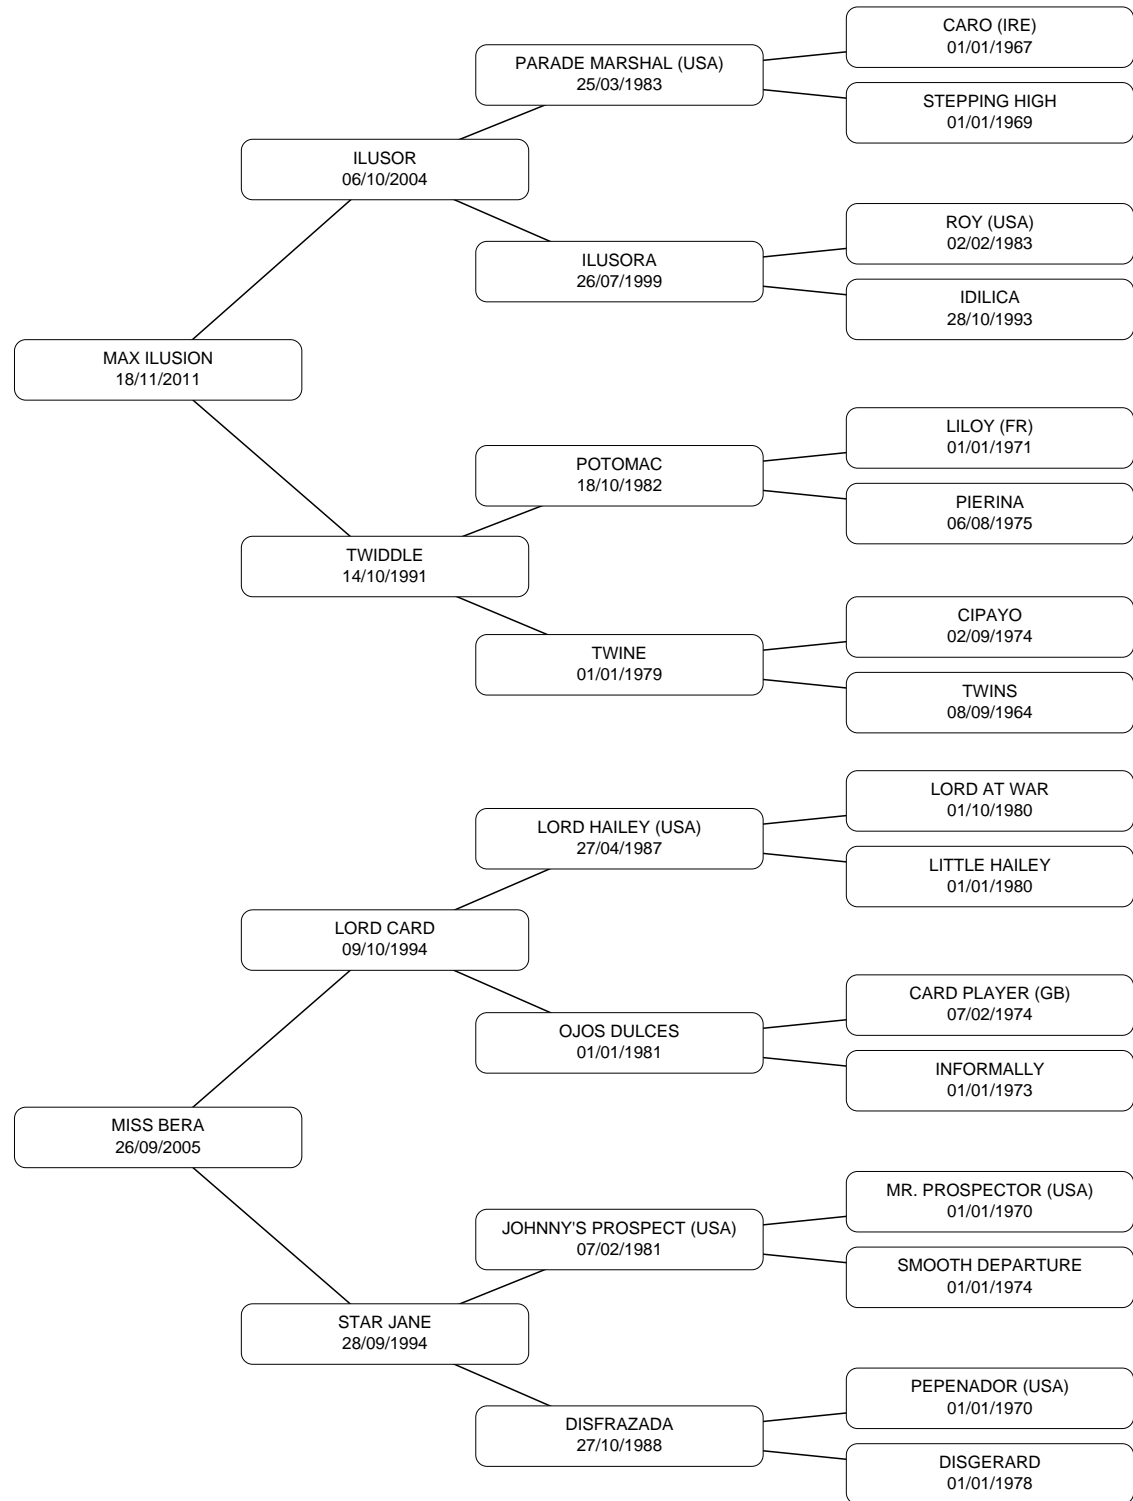 CARO (IRE)
01/01/1967
PARADE MARSHAL (USA)
25/03/1983
STEPPING HIGH
01/01/1969
ILUSOR
06/10/2004
ROY (USA)
02/02/1983
ILUSORA
26/07/1999
IDILICA
28/10/1993
MAX ILUSION
18/11/2011
LILOY (FR)
01/01/1971
POTOMAC
18/10/1982
PIERINA
06/08/1975
TWIDDLE
14/10/1991
CIPAYO
02/09/1974
TWINE
01/01/1979
TWINS
08/09/1964
LORD AT WAR
01/10/1980
LORD HAILEY (USA)
27/04/1987
LITTLE HAILEY
01/01/1980
LORD CARD
09/10/1994
CARD PLAYER (GB)
07/02/1974
OJOS DULCES
01/01/1981
INFORMALLY
01/01/1973
MISS BERA
26/09/2005
MR. PROSPECTOR (USA)
01/01/1970
JOHNNY'S PROSPECT (USA)
07/02/1981
SMOOTH DEPARTURE
01/01/1974
STAR JANE
28/09/1994
PEPENADOR (USA)
01/01/1970
DISFRAZADA
27/10/1988
DISGERARD
01/01/1978